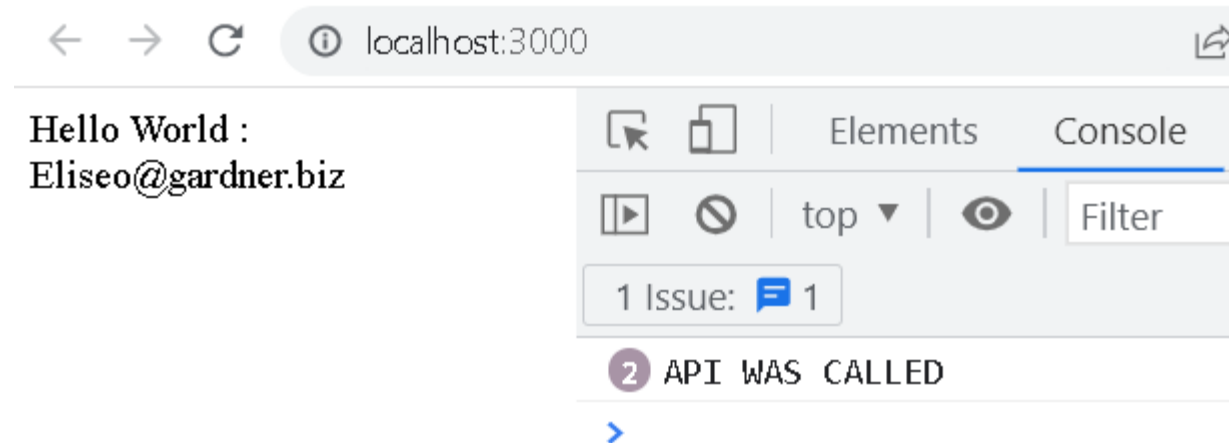 localhost:3000
Hello World :
Eliseo@gardner.biz
Elements Console
top Filter
1 Issue: 1
2 API WAS CALLED